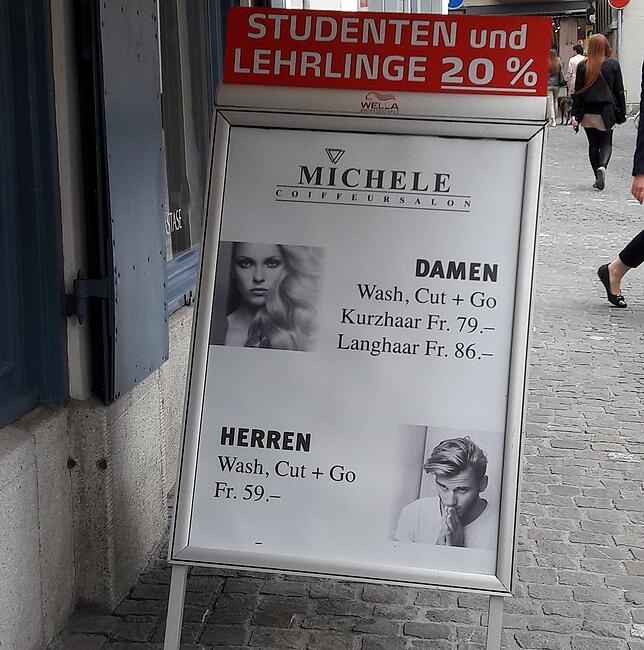 STUDENTEN und
LEHRLINGE 20 %
WELLA
MICHELE
COIFFEURSALON
DAMEN
Wash, Cut + Go
Kurzhaar Fr. 79.–
Langhaar Fr. 86.–
HERREN
Wash, Cut + Go
Fr. 59.–